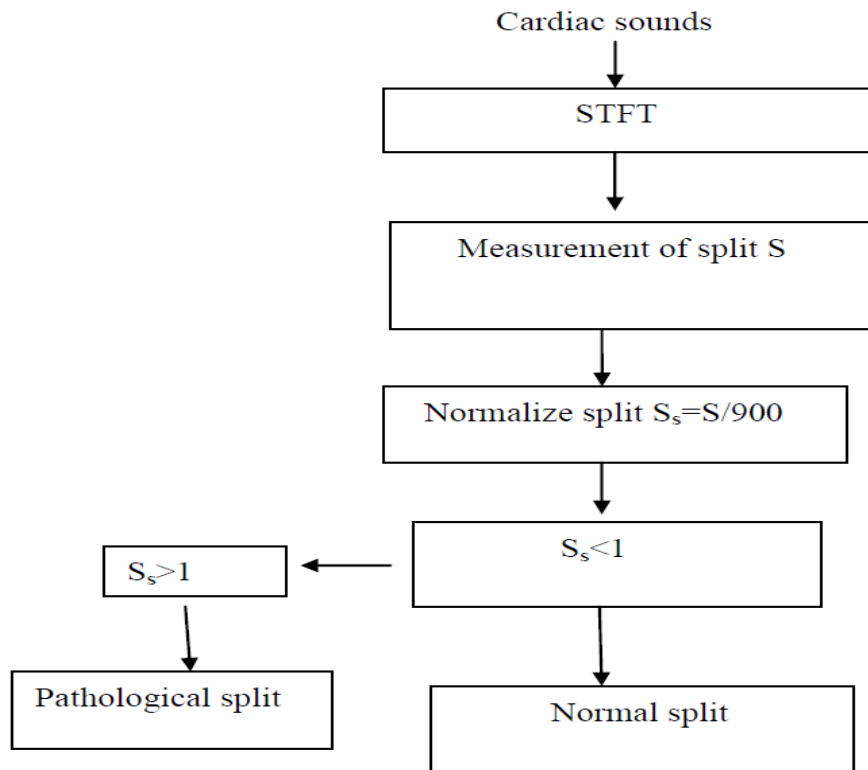 Cardiac sounds
STFT
Measurement of split S
Normalize split Sₛ=S/900
Sₛ<1
Sₛ>1
Pathological split
Normal split